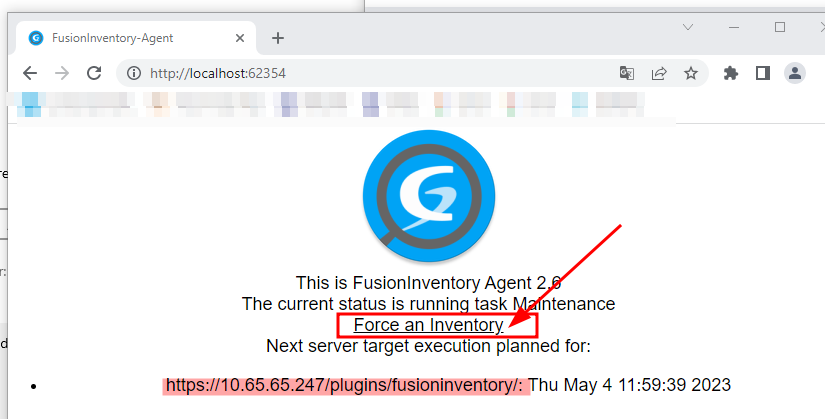 FusionInventory-Agent
http://localhost:62354
This is FusionInventory Agent 2.6
The current status is running task Maintenance
Force an Inventory
Next server target execution planned for:
https://10.65.65.247/plugins/fusioninventory/: Thu May 4 11:59:39 2023